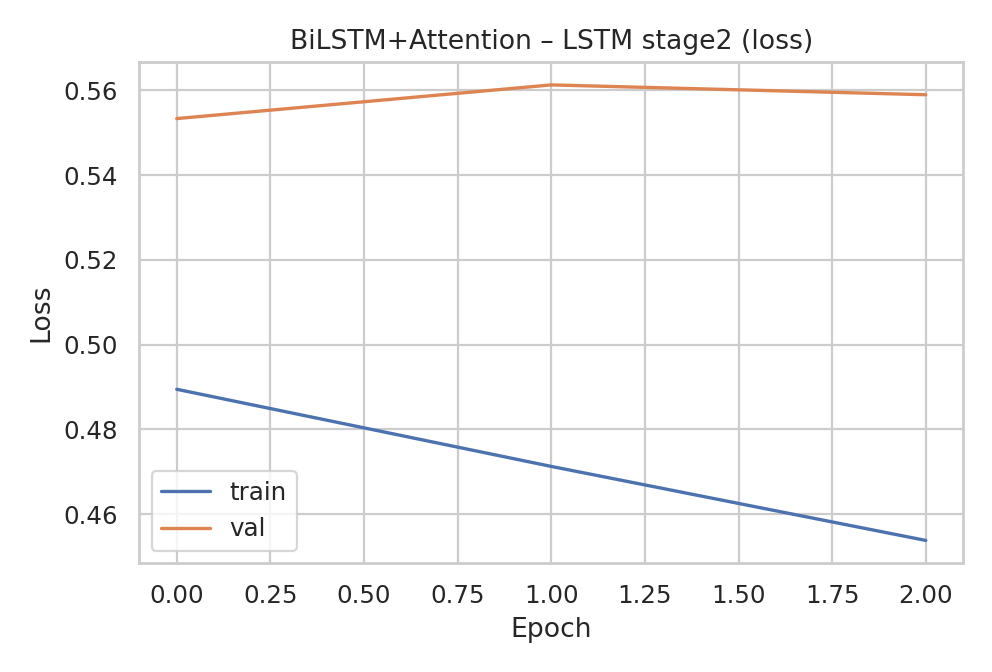 BiLSTM+Attention – LSTM stage2 (loss)
0.56
0.54
0.52
0.50
0.48
0.46
Loss
train
val
0.00 0.25 0.50 0.75 1.00 1.25 1.50 1.75 2.00
Epoch